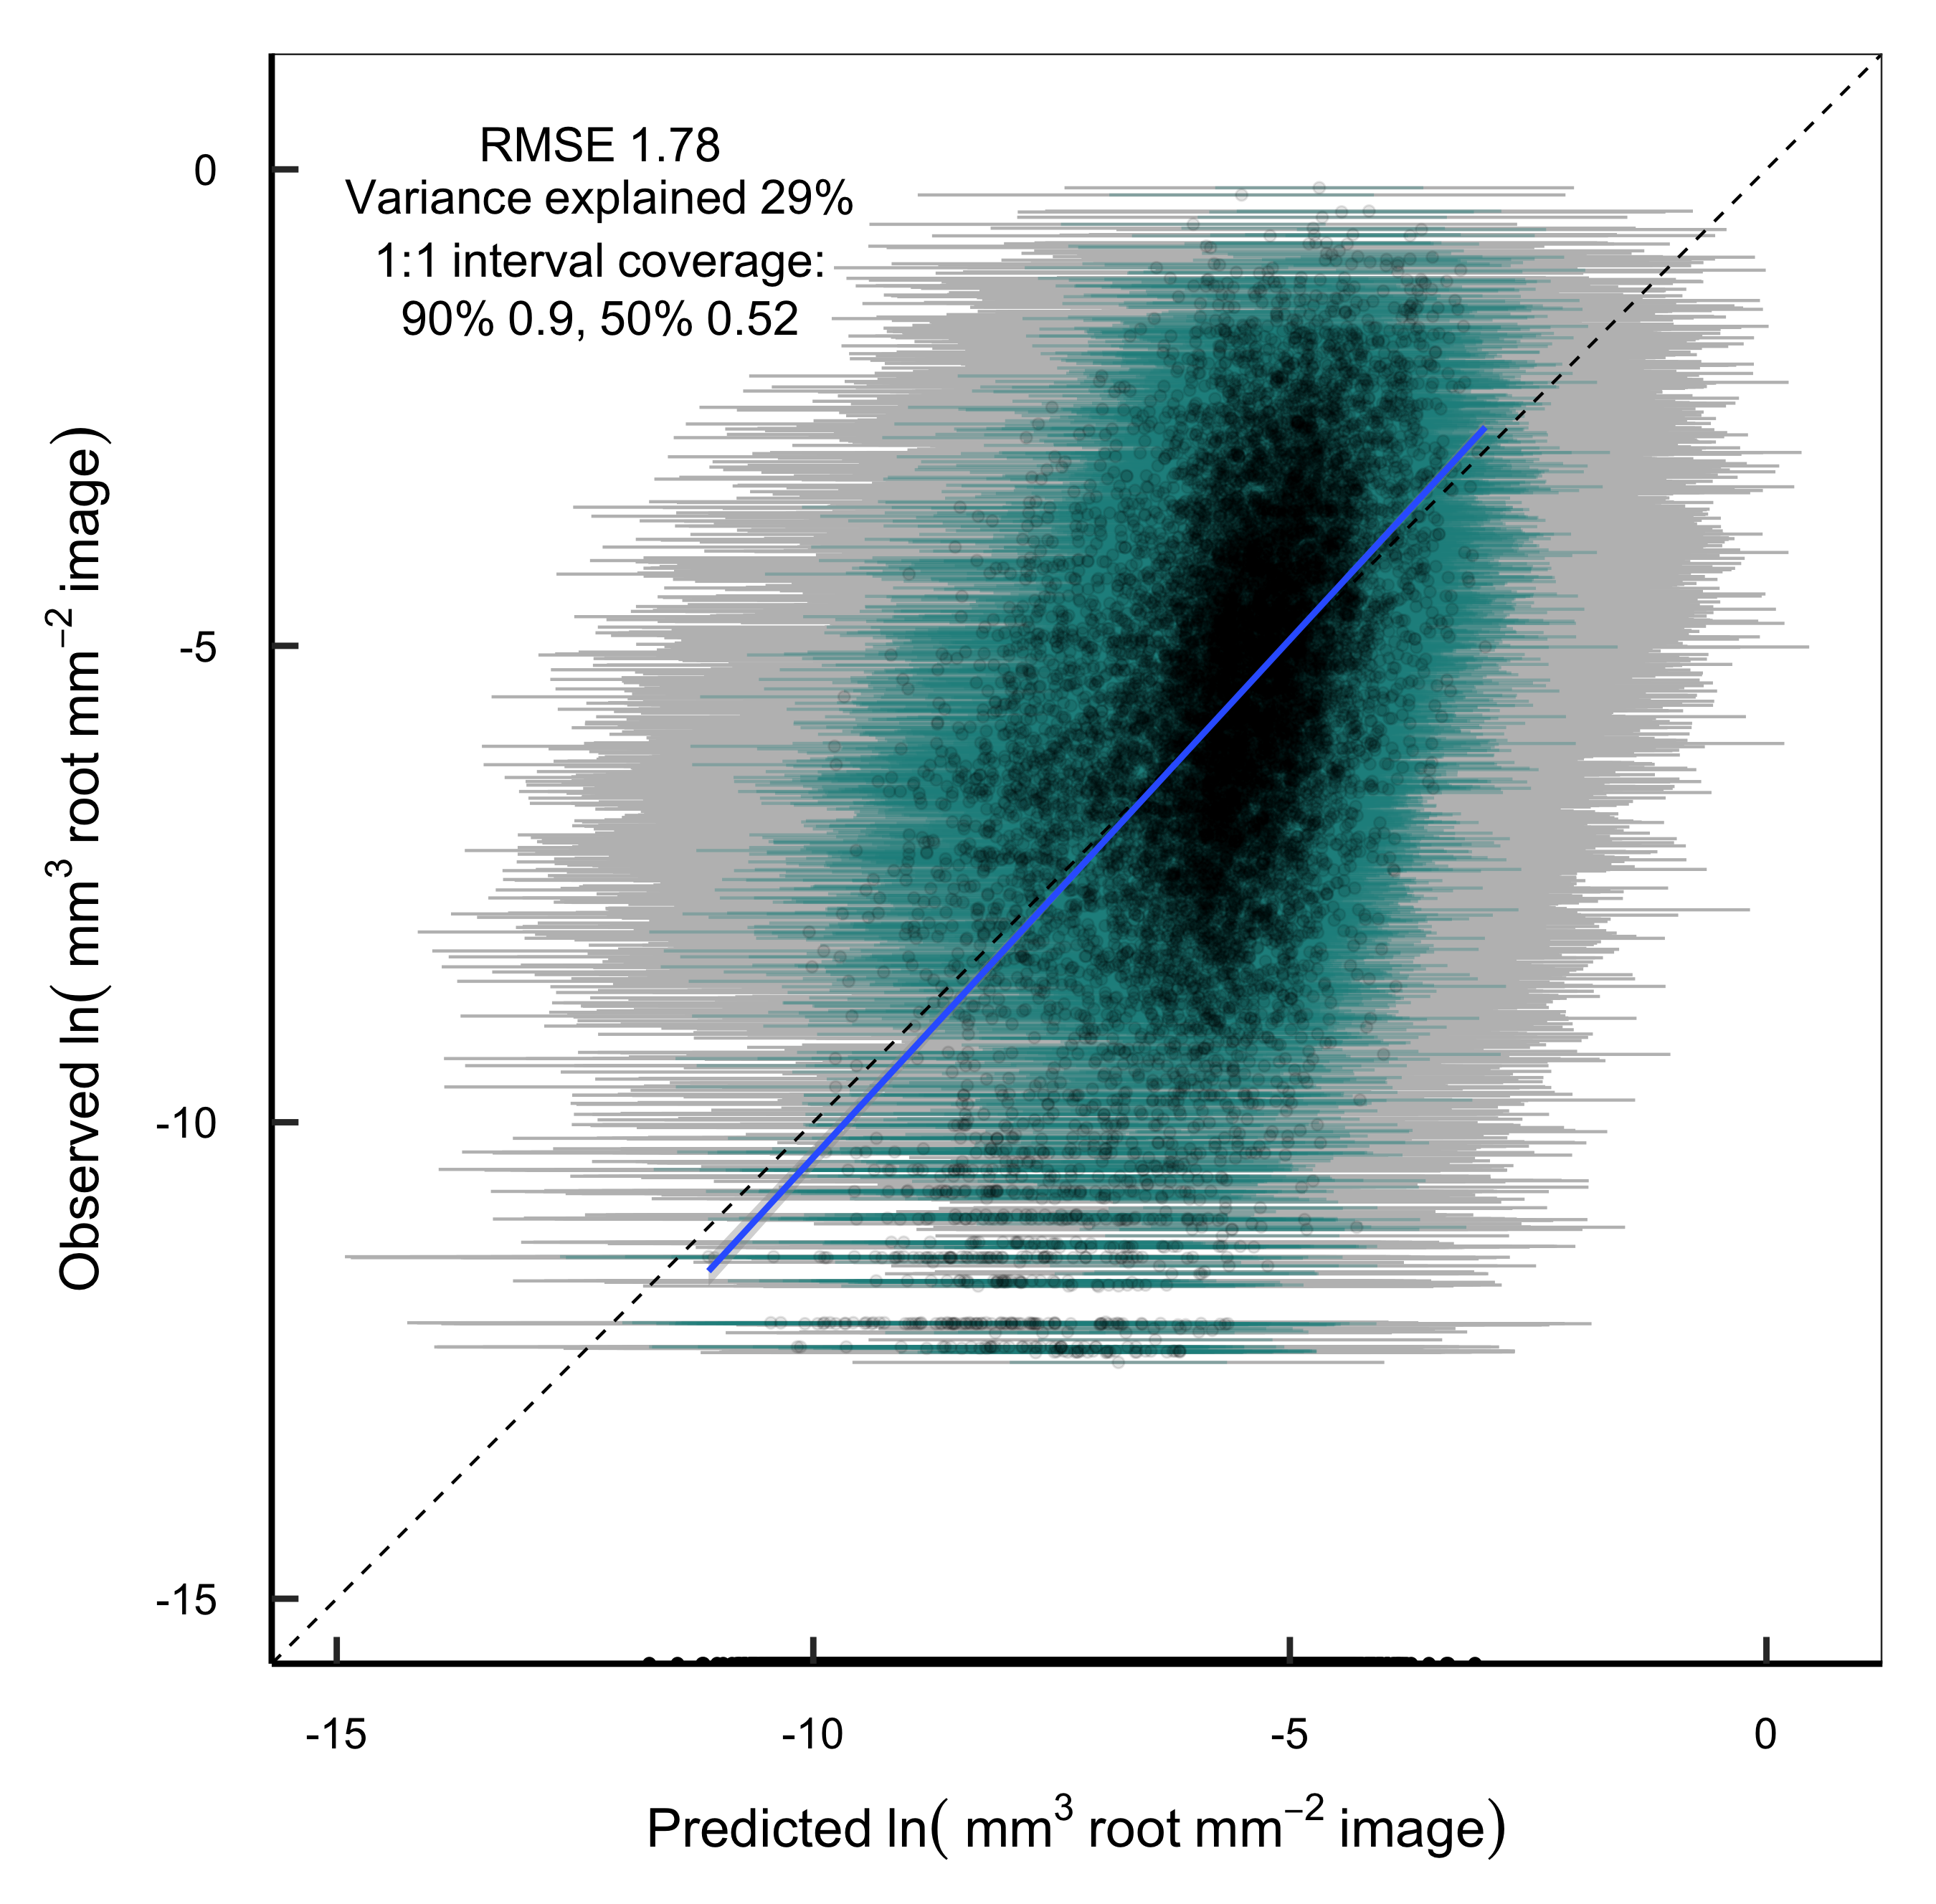 RMSE 1.78
Variance explained 29%
1:1 interval coverage:
90% 0.9, 50% 0.52
0
-5
-10
-15
Observed ln( mm³ root mm⁻² image)
-15
-10
-5
0
Predicted ln( mm³ root mm⁻² image)